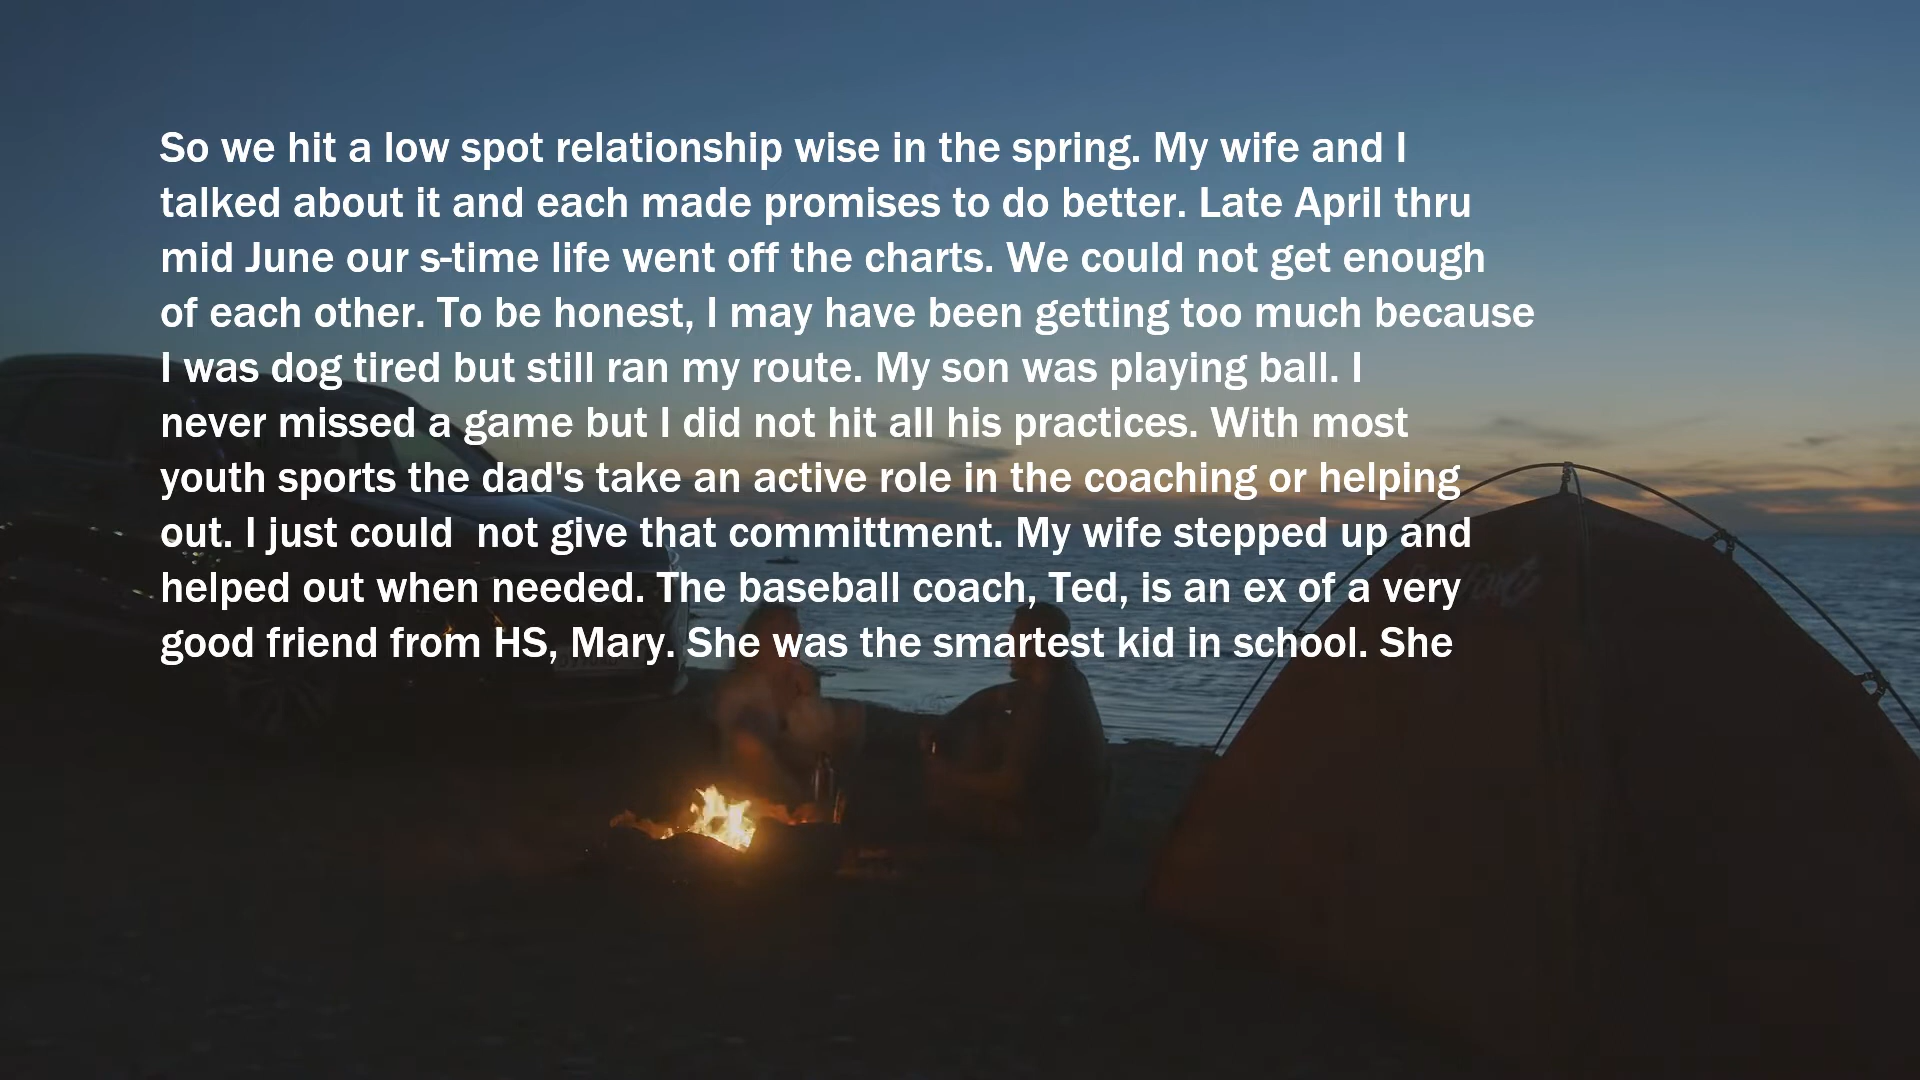 So we hit a low spot relationship wise in the spring. My wife and I
talked about it and each made promises to do better. Late April thru
mid June our s-time life went off the charts. We could not get enough
of each other. To be honest, I may have been getting too much because
I was dog tired but still ran my route. My son was playing ball. I
never missed a game but I did not hit all his practices. With most
youth sports the dad's take an active role in the coaching or helping
out. I just could  not give that committment. My wife stepped up and
helped out when needed. The baseball coach, Ted, is an ex of a very
good friend from HS, Mary. She was the smartest kid in school. She